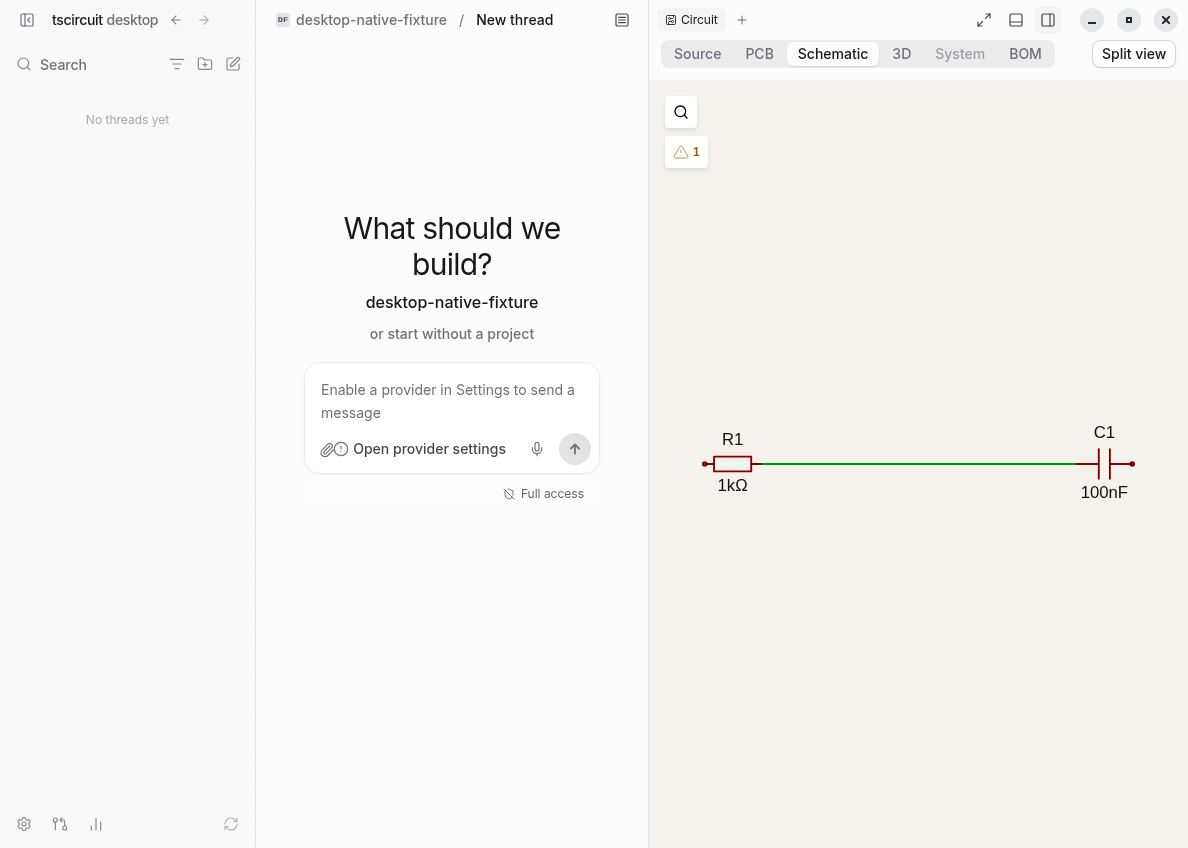 tscircuit desktop
Search
No threads yet
DF desktop-native-fixture / New thread
What should we
build?
desktop-native-fixture
or start without a project
Enable a provider in Settings to send a
message
Open provider settings
Full access
Circuit
Source PCB Schematic 3D System BOM
Split view
1
R1
1kΩ
C1
100nF